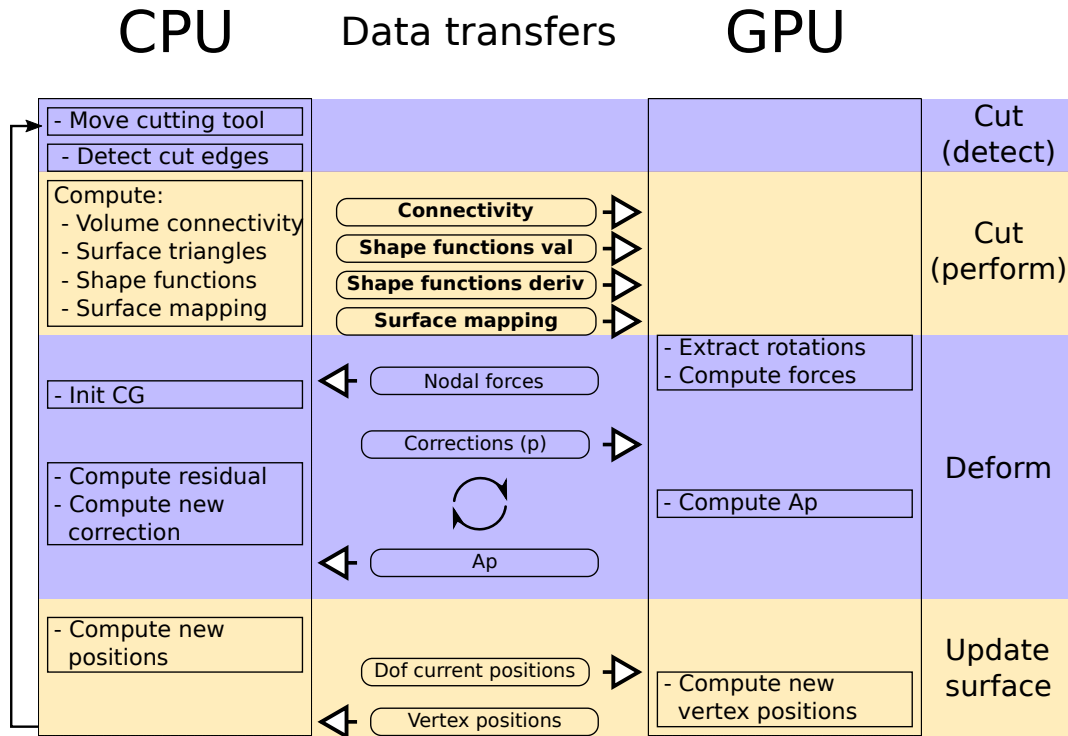 CPU
Data transfers
GPU
- Move cutting tool
- Detect cut edges
Cut
(detect)
Compute:
- Volume connectivity
- Surface triangles
- Shape functions
- Surface mapping
Connectivity
Shape functions val
Shape functions deriv
Surface mapping
Cut
(perform)
- Extract rotations
- Compute forces
Nodal forces
- Init CG
Corrections (p)
- Compute residual
- Compute new
correction
- Compute Ap
Ap
Deform
- Compute new
positions
Dof current positions
- Compute new
vertex positions
Vertex positions
Update
surface